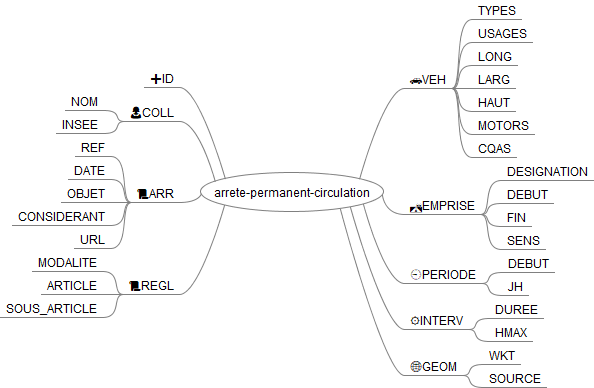 arrete-permanent-circulation
ID
COLL
NOM
INSEE
ARR
REF
DATE
OBJET
CONSIDERANT
URL
REGL
MODALITE
ARTICLE
SOUS_ARTICLE
VEH
TYPES
USAGES
LONG
LARG
HAUT
MOTORS
CQAS
EMPRISE
DESIGNATION
DEBUT
FIN
SENS
PERIODE
DEBUT
JH
INTERV
DUREE
HMAX
GEOM
WKT
SOURCE